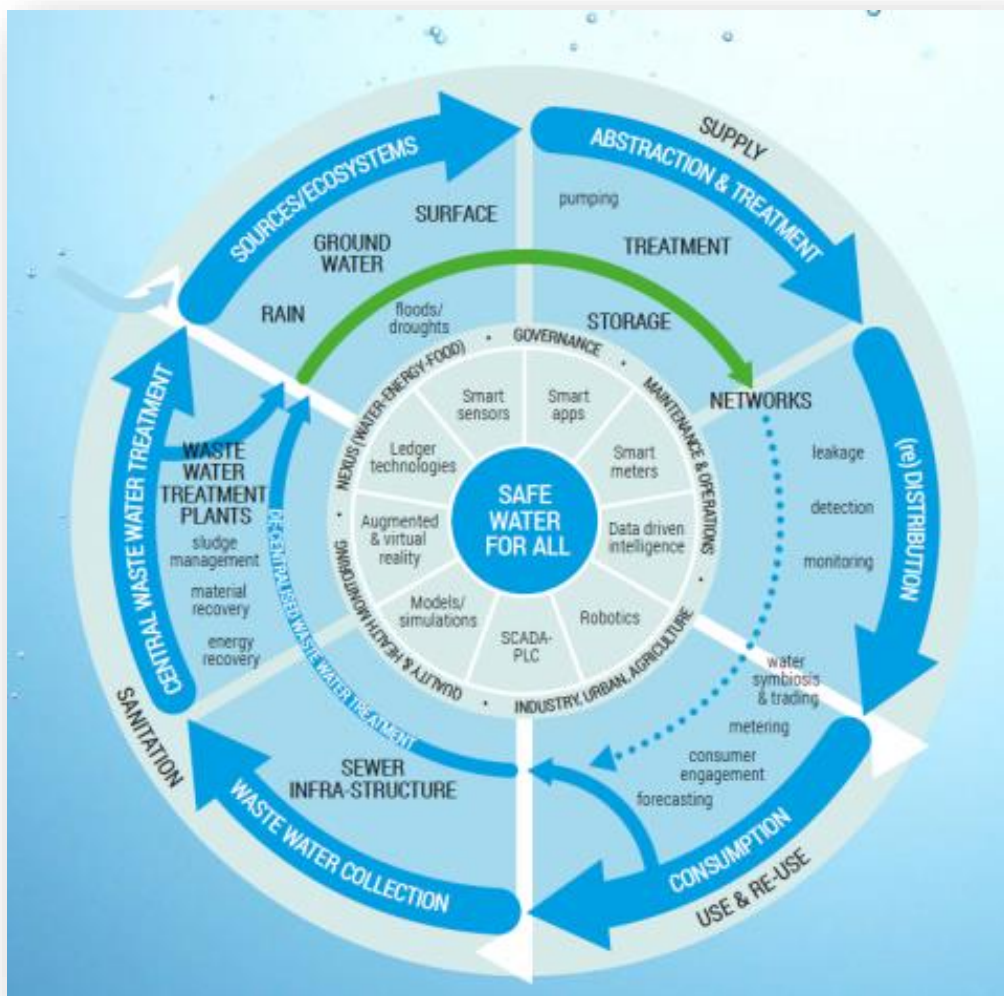 SUPPLY
SOURCES/ECOSYSTEMS
ABSTRACTION & TREATMENT
SURFACE
GROUND
WATER
RAIN
floods/
droughts
pumping
TREATMENT
STORAGE
(re) DISTRIBUTION
NETWORKS
leakage
detection
monitoring
CONSUMPTION
USE & RE-USE
water
symbiosis
& trading
metering
consumer
engagement
forecasting
WASTE WATER COLLECTION
SEWER
INFRA-STRUCTURE
SANITATION
CENTRAL WASTE WATER TREATMENT
WASTE
WATER
TREATMENT
PLANTS
sludge
management
material
recovery
energy
recovery
DE-CENTRALISED WASTE WATER TREATMENT
NEXUS (WATER-ENERGY-FOOD) •
GOVERNANCE •
MAINTENANCE & OPERATIONS •
INDUSTRY, URBAN, AGRICULTURE •
QUALITY & HEALTH MONITORING •
Smart
sensors
Smart
apps
Smart
meters
Data driven
intelligence
Robotics
SCADA-
PLC
Models/
simulations
Augmented
& virtual
reality
Ledger
technologies
SAFE
WATER
FOR ALL